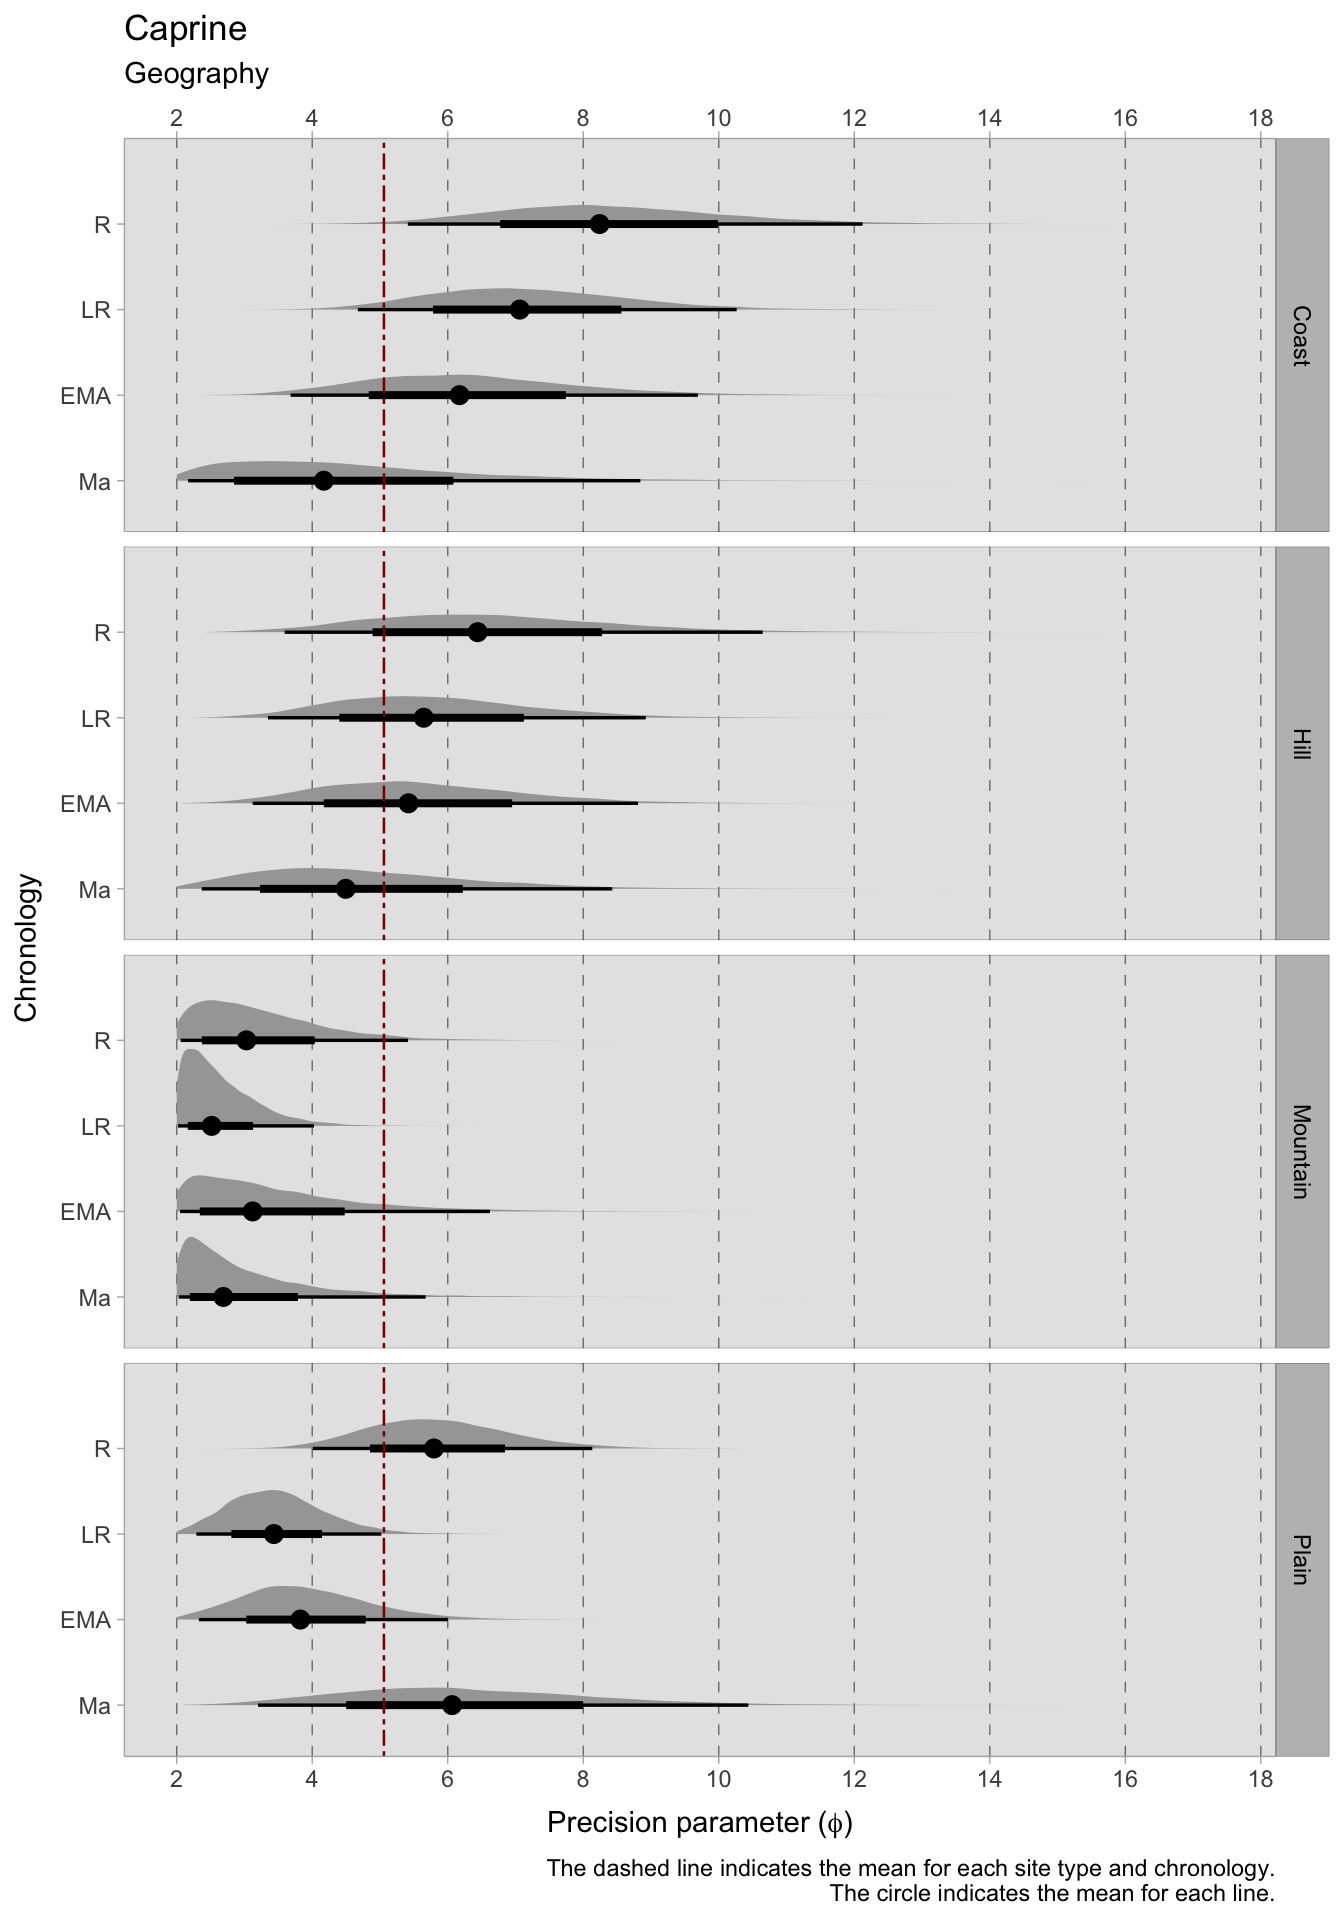 Caprine
Geography
2 4 6 8 10 12 14 16 18
R
LR
EMA
Ma
Coast
R
LR
EMA
Ma
Hill
Chronology
R
LR
EMA
Ma
Mountain
R
LR
EMA
Ma
Plain
2 4 6 8 10 12 14 16 18
Precision parameter (ϕ)
The dashed line indicates the mean for each site type and chronology.
The circle indicates the mean for each line.